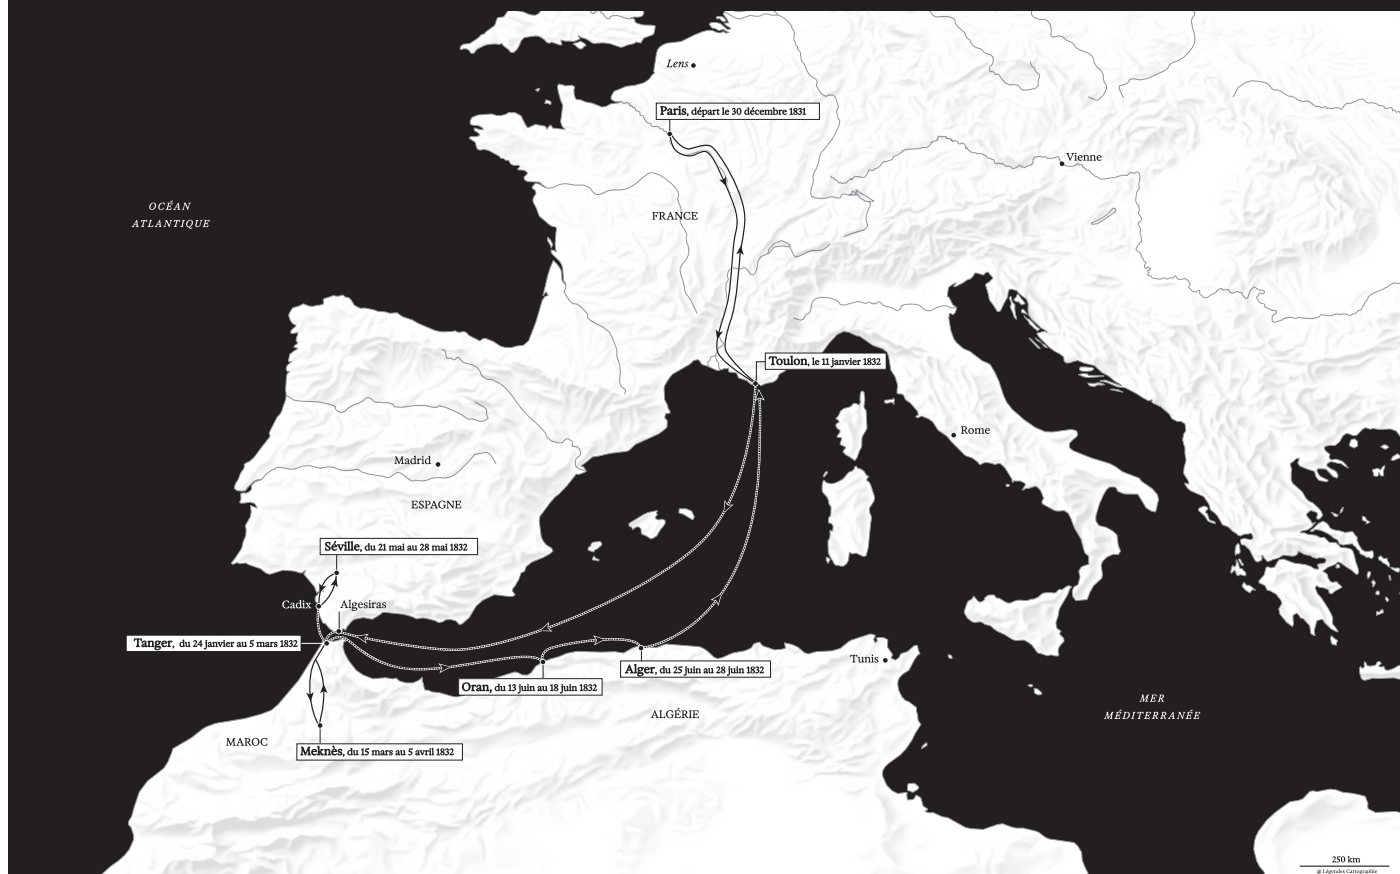 Lens
Paris, départ le 30 décembre 1831
Vienne
OCÉAN
ATLANTIQUE
FRANCE
Toulon, le 11 janvier 1832
Rome
Madrid
ESPAGNE
Séville, du 21 mai au 28 mai 1832
Cadix
Algesiras
Tanger, du 24 janvier au 5 mars 1832
Tunis
Alger, du 25 juin au 28 juin 1832
Oran, du 13 juin au 18 juin 1832
MER
MÉDITERRANÉE
ALGÉRIE
MAROC
Meknès, du 15 mars au 5 avril 1832
250 km
@ Légendes Cartographie